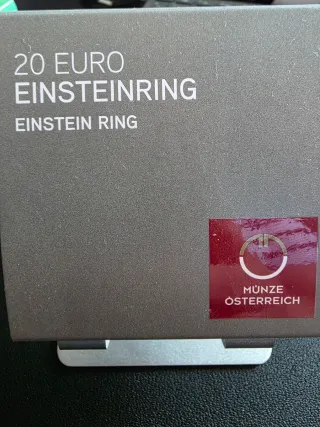 20 EURO
EINSTEINRING
EINSTEIN RING
MÜNZE
ÖSTERREICH